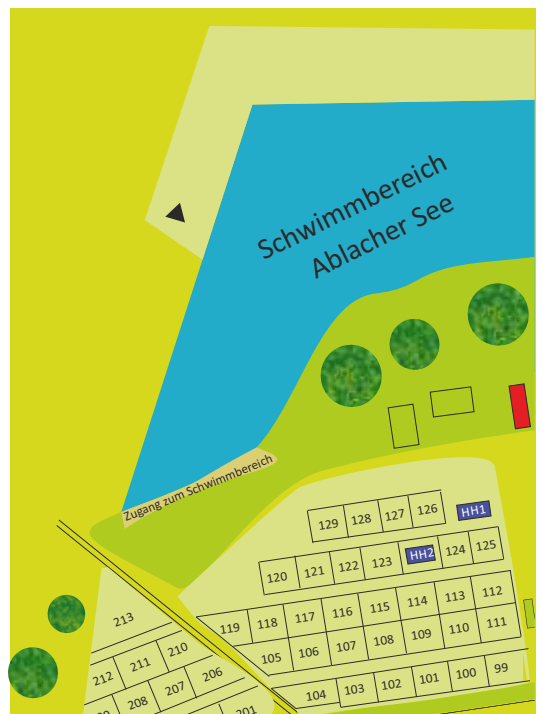 Schwimmbereich
Ablacher See
Zugang zum Schwimmbereich
129 128 127 126 HH1
120 121 122 123 HH2 124 125
119 118 117 116 115 114 113 112
105 106 107 108 109 110 111
104 103 102 101 100 99
213
212 211 210
208 207 206
201